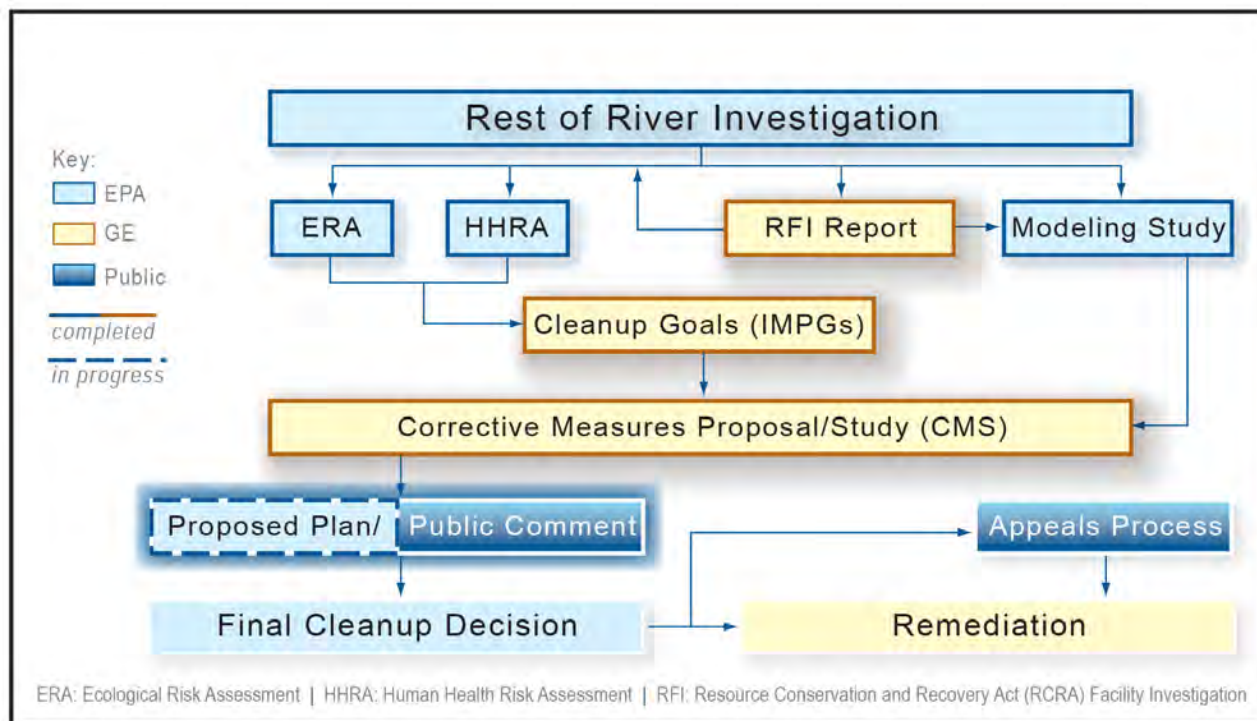 Rest of River Investigation
Key:
EPA
GE
Public
completed
in progress
ERA
HHRA
RFI Report
Modeling Study
Cleanup Goals (IMPGs)
Corrective Measures Proposal/Study (CMS)
Proposed Plan/ Public Comment
Appeals Process
Final Cleanup Decision
Remediation
ERA: Ecological Risk Assessment | HHRA: Human Health Risk Assessment | RFI: Resource Conservation and Recovery Act (RCRA) Facility Investigation